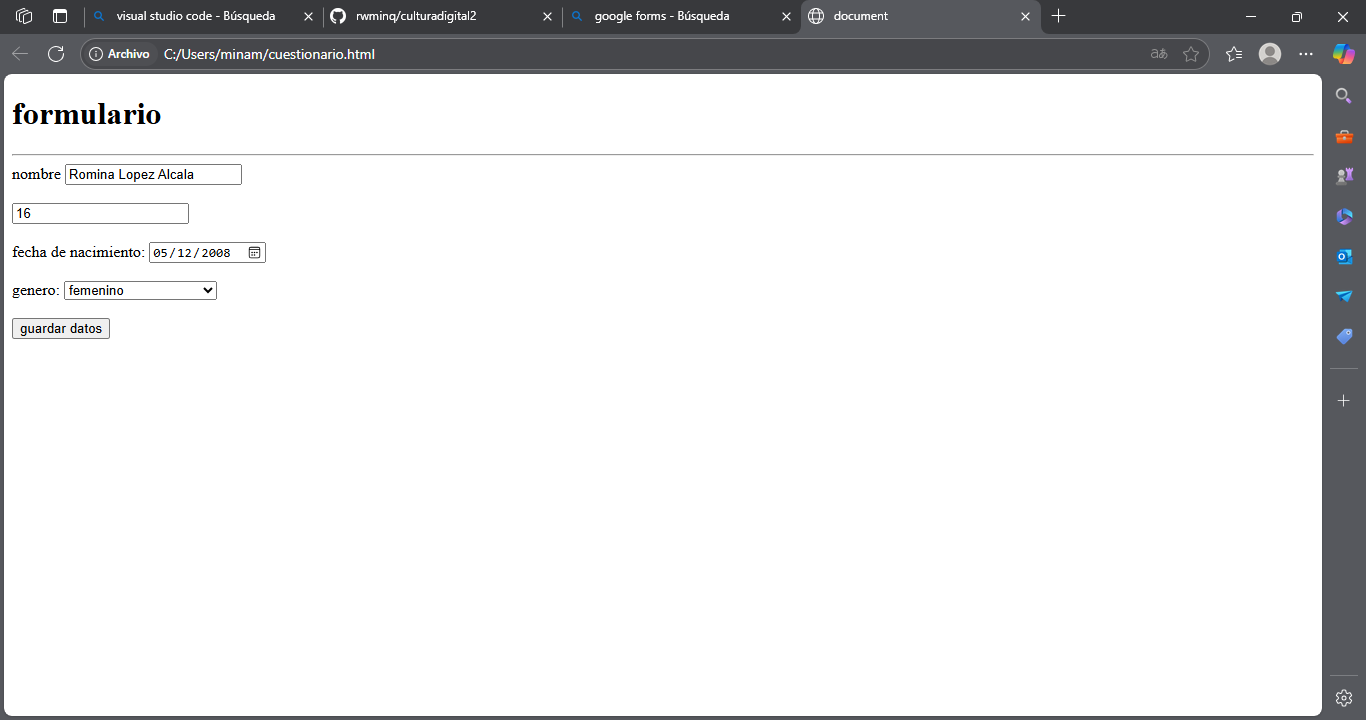 visual studio code - Búsqueda
rwminq/culturadigital2
google forms - Búsqueda
document
Archivo C:/Users/minam/cuestionario.html
formulario
nombre Romina Lopez Alcala
16
fecha de nacimiento: 05/12/2008
genero: femenino
guardar datos